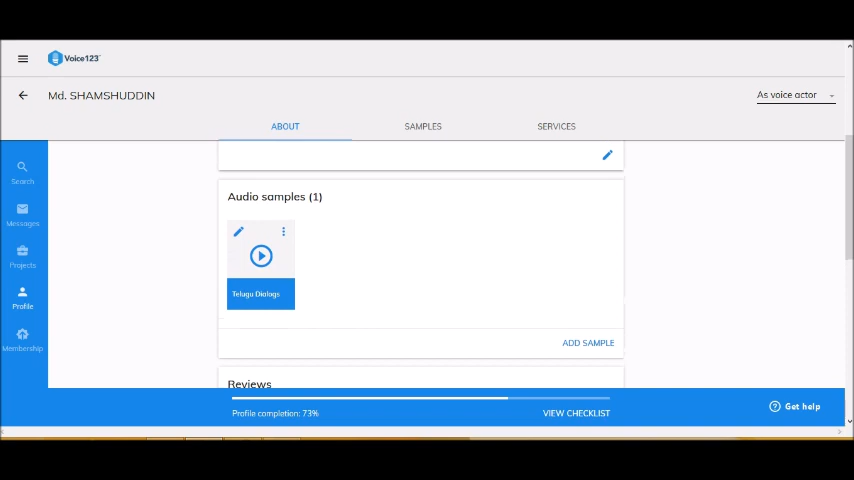 Voice123
Md. SHAMSHUDDIN
As voice actor
ABOUT
SAMPLES
SERVICES
Search
Messages
Projects
Profile
Membership
Audio samples (1)
Telugu Dialogs
ADD SAMPLE
Reviews
Profile completion: 73%
VIEW CHECKLIST
Get help